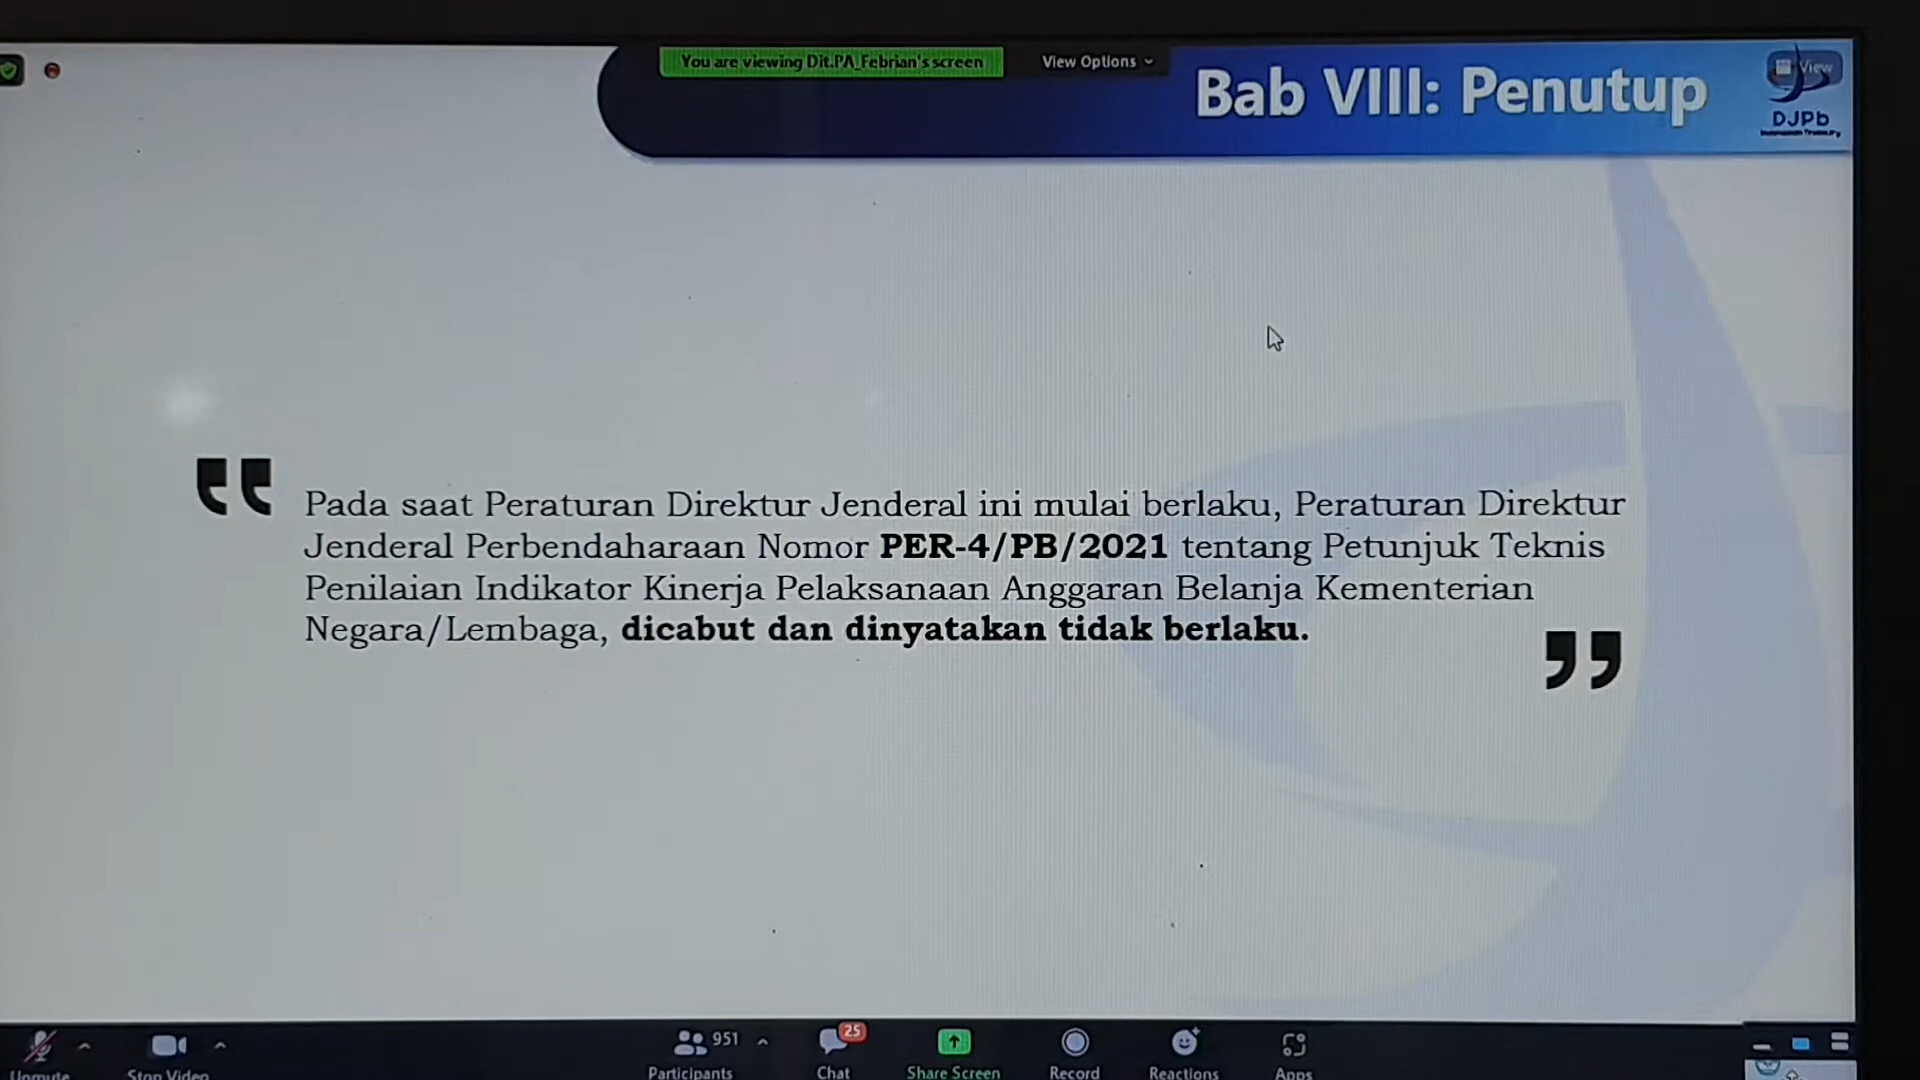 You are viewing Dit.PA_Febrian's screen
View Options
View
Bab VIII: Penutup
DJPb
Pada saat Peraturan Direktur Jenderal ini mulai berlaku, Peraturan Direktur
Jenderal Perbendaharaan Nomor PER-4/PB/2021 tentang Petunjuk Teknis
Penilaian Indikator Kinerja Pelaksanaan Anggaran Belanja Kementerian
Negara/Lembaga, dicabut dan dinyatakan tidak berlaku.
951
25
Unmute
Stop Video
Participants
Chat
Share Screen
Record
Reactions
Apps